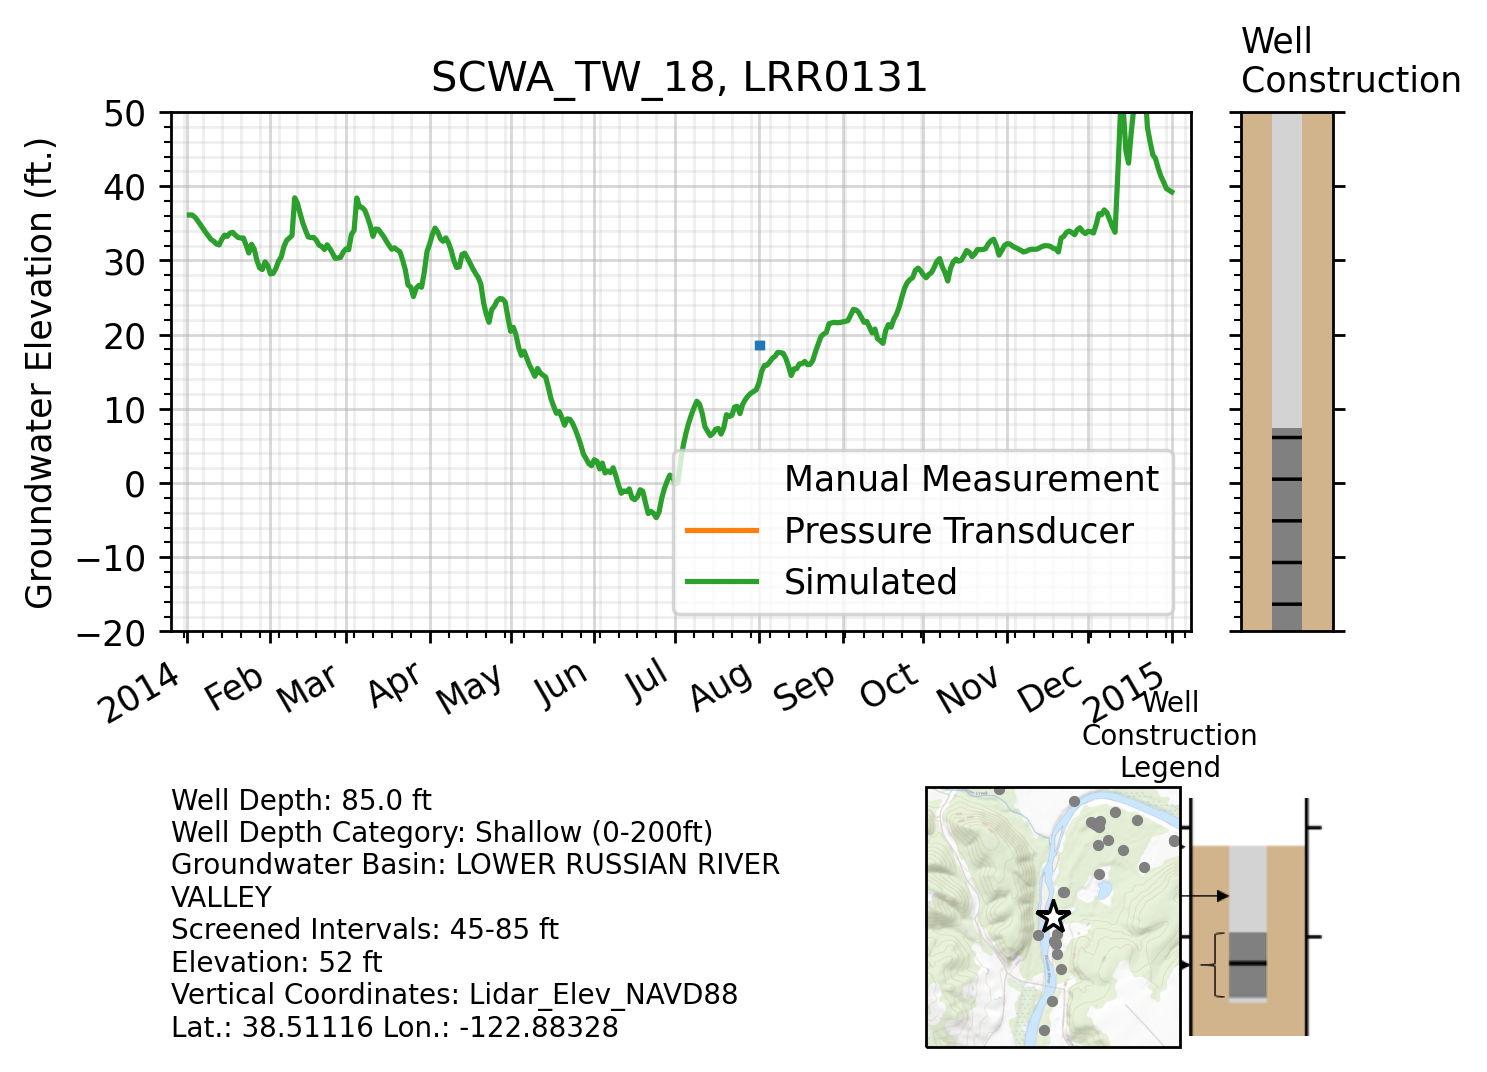 Well
Construction
SCWA_TW_18, LRR0131
Groundwater Elevation (ft.)
50
40
30
20
10
0
−10
−20
Manual Measurement
Pressure Transducer
Simulated
2014
Feb
Mar
Apr
May
Jun
Jul
Aug
Sep
Oct
Nov
Dec
2015
Well
Construction
Legend
Well Depth: 85.0 ft
Well Depth Category: Shallow (0-200ft)
Groundwater Basin: LOWER RUSSIAN RIVER
VALLEY
Screened Intervals: 45-85 ft
Elevation: 52 ft
Vertical Coordinates: Lidar_Elev_NAVD88
Lat.: 38.51116 Lon.: -122.88328